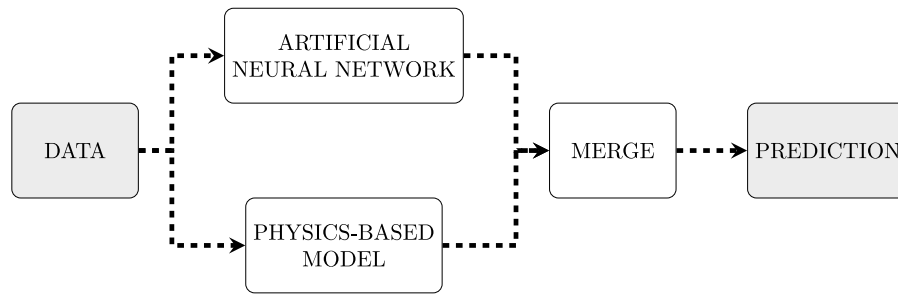 ARTIFICIAL
NEURAL NETWORK
DATA
MERGE
PREDICTION
PHYSICS-BASED
MODEL